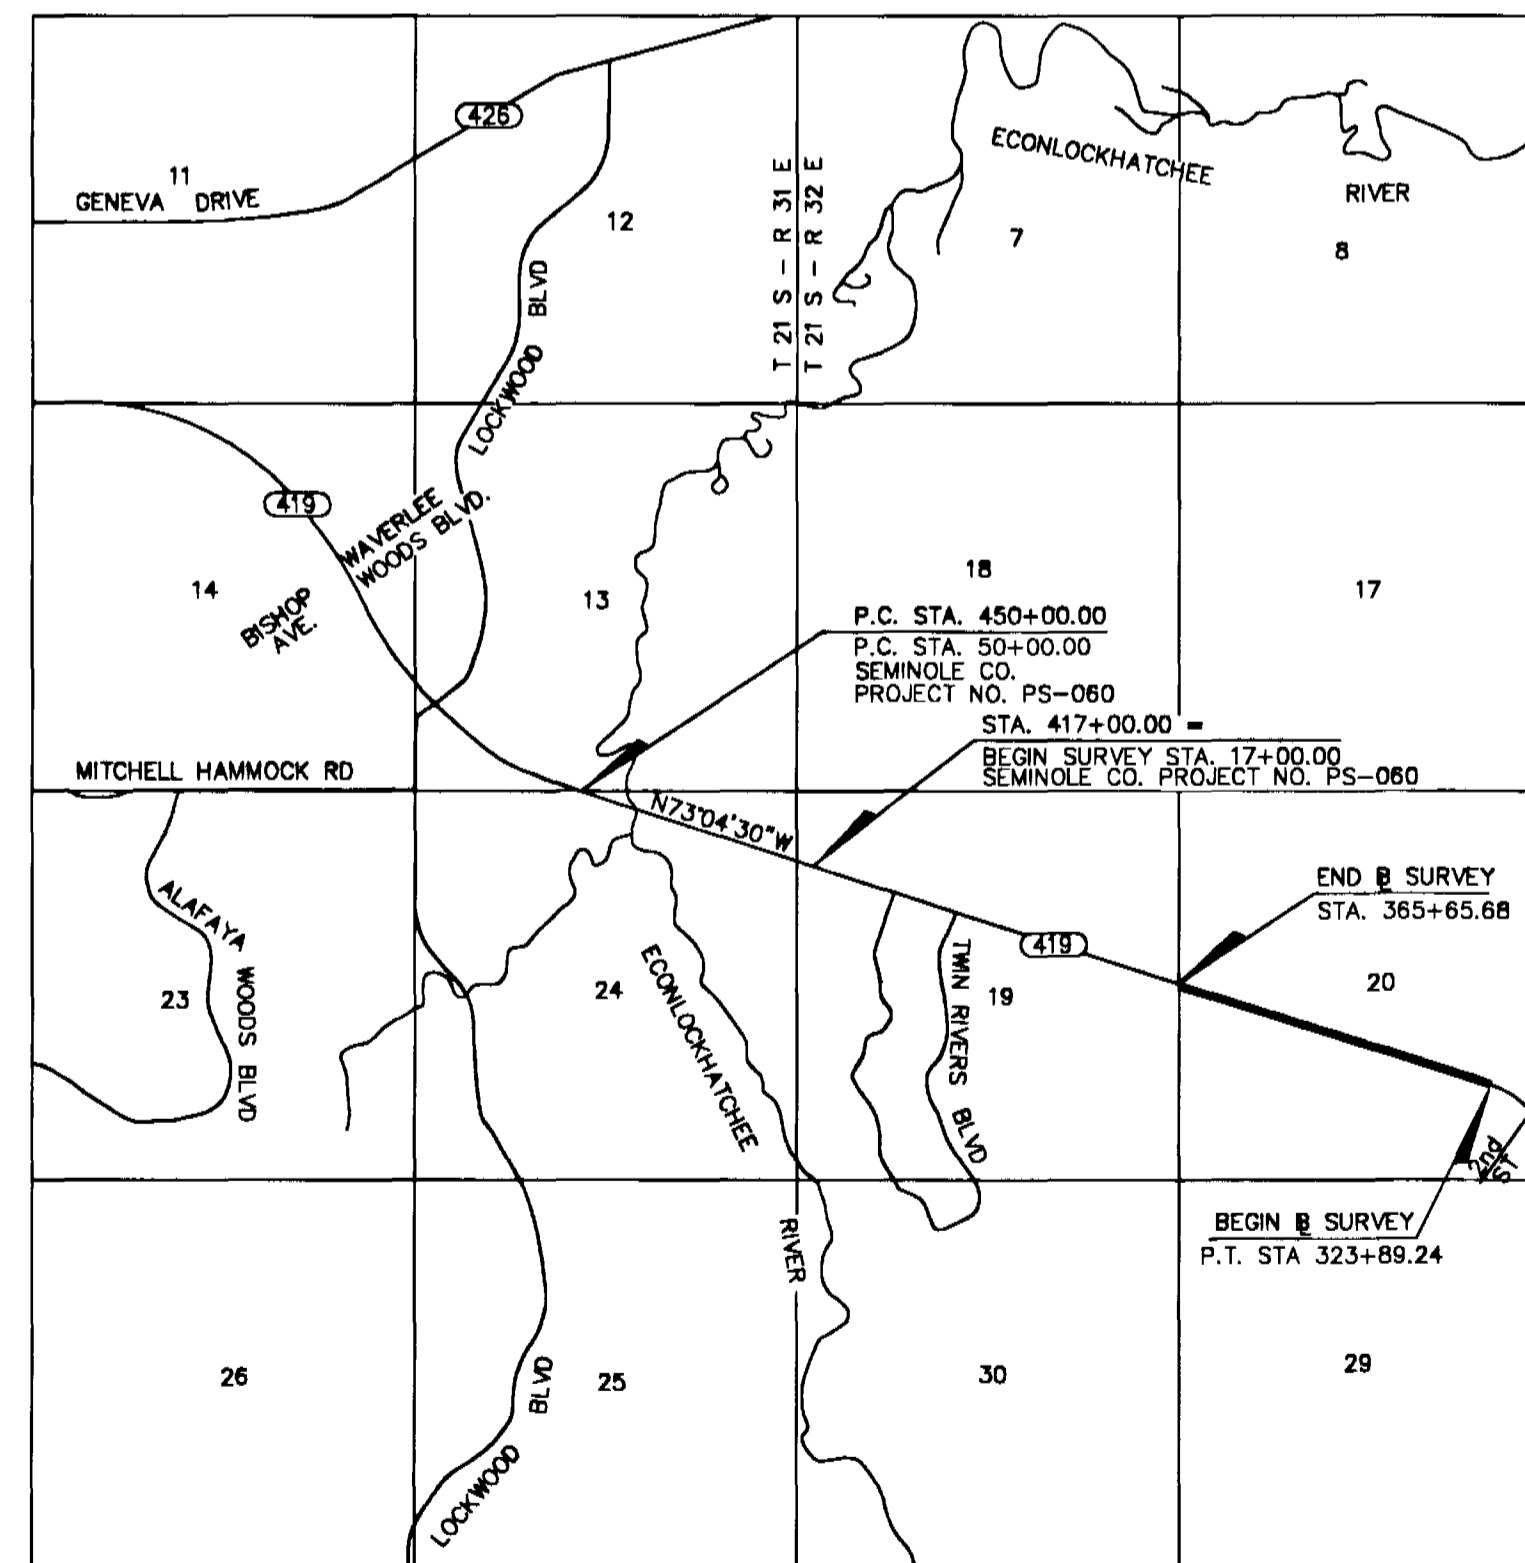 426
11
GENEVA DRIVE
12
LOCKWOOD BLVD
T 21 S - R 31 E
T 21 S - R 32 E
ECONLOCKHATCHEE
RIVER
7
8
419
WAVERLEE
WOODS BLVD.
14
BISHOP
AVE.
13
18
17
P.C. STA. 450+00.00
P.C. STA. 50+00.00
SEMINOLE CO.
PROJECT NO. PS-060
STA. 417+00.00 =
BEGIN SURVEY STA. 17+00.00
SEMINOLE CO. PROJECT NO. PS-060
MITCHELL HAMMOCK RD
N73°04'30"W
END BL SURVEY
STA. 365+65.68
ALAFAYA WOODS BLVD
23
24
ECONLOCKHATCHEE
RIVER
TWIN RIVERS BLVD
419
19
20
2nd
ST
BEGIN BL SURVEY
P.T. STA 323+89.24
26
25
30
29
LOCKWOOD BLVD